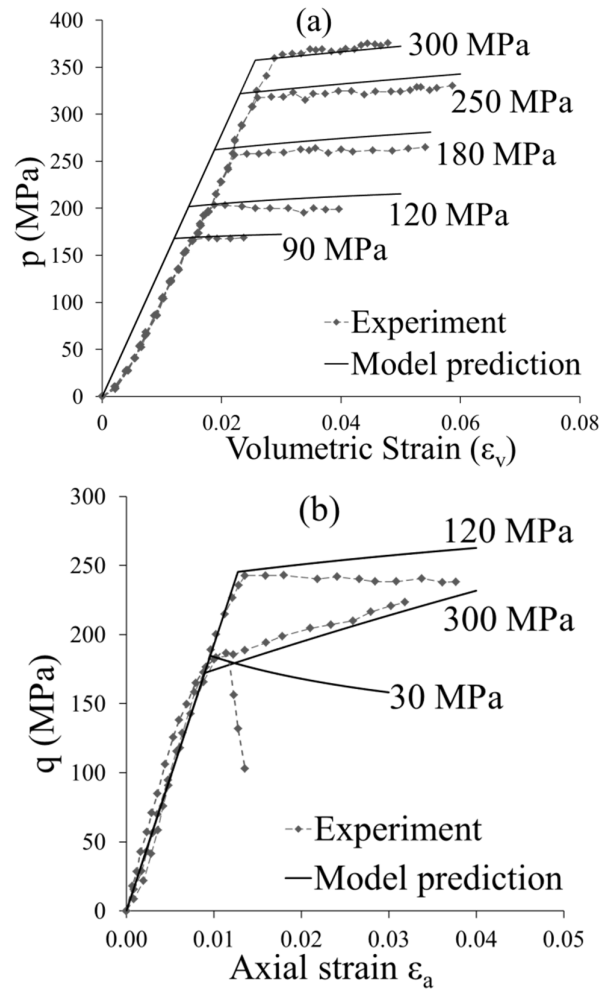 (a)
400
350
300
250
200
150
100
50
0
p (MPa)
300 MPa
250 MPa
180 MPa
120 MPa
90 MPa
Experiment
Model prediction
0 0.02 0.04 0.06 0.08
Volumetric Strain (εv)
(b)
300
250
200
150
100
50
0
q (MPa)
120 MPa
300 MPa
30 MPa
Experiment
Model prediction
0.00 0.01 0.02 0.03 0.04 0.05
Axial strain εa